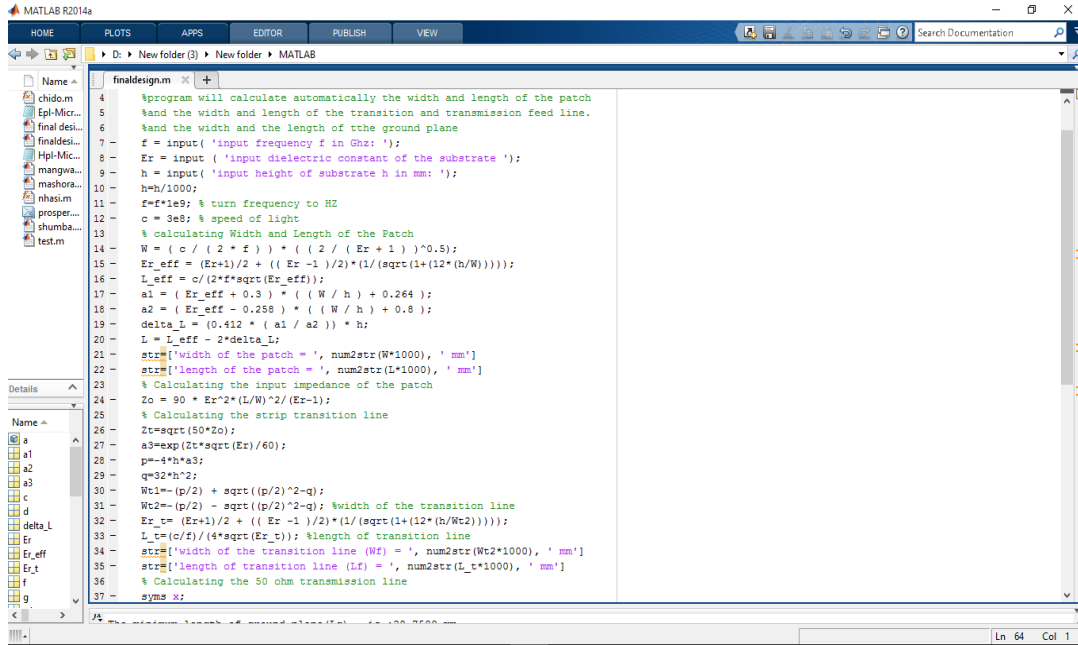 MATLAB R2014a
HOME PLOTS APPS EDITOR PUBLISH VIEW
Search Documentation
D: New folder (3) New folder MATLAB
Name
chido.m
Epl-Micr...
final desi...
finaldesi...
Hpl-Mic...
mangwa...
mashora...
nhasi.m
prosper....
shumba....
test.m
Details
Name
a
a1
a2
a3
c
d
delta_L
Er
Er_eff
Er_t
f
g
finaldesign.m
4 %program will calculate automatically the width and length of the patch
5 %and the width and length of the transition and transmission feed line.
6 %and the width and the length of tthe ground plane
7 – f = input( 'input frequency f in Ghz: ');
8 – Er = input ( 'input dielectric constant of the substrate ');
9 – h = input( 'input height of substrate h in mm: ');
10 – h=h/1000;
11 – f=f*1e9; % turn frequency to HZ
12 – c = 3e8; % speed of light
13 % calculating Width and Length of the Patch
14 – W = ( c / ( 2 * f ) ) * ( ( 2 / ( Er + 1 ) )^0.5);
15 – Er_eff = (Er+1)/2 + (( Er -1 )/2)*(1/(sqrt(1+(12*(h/W)))));
16 – L_eff = c/(2*f*sqrt(Er_eff));
17 – a1 = ( Er_eff + 0.3 ) * ( ( W / h ) + 0.264 );
18 – a2 = ( Er_eff - 0.258 ) * ( ( W / h ) + 0.8 );
19 – delta_L = (0.412 * ( a1 / a2 )) * h;
20 – L = L_eff - 2*delta_L;
21 – str=['width of the patch = ', num2str(W*1000), ' mm']
22 – str=['length of the patch = ', num2str(L*1000), ' mm']
23 % Calculating the input impedance of the patch
24 – Zo = 90 * Er^2*(L/W)^2/(Er-1);
25 % Calculating the strip transition line
26 – Zt=sqrt(50*Zo);
27 – a3=exp(Zt*sqrt(Er)/60);
28 – p=-4*h*a3;
29 – q=32*h^2;
30 – Wt1=-(p/2) + sqrt((p/2)^2-q);
31 – Wt2=-(p/2) - sqrt((p/2)^2-q); %width of the transition line
32 – Er_t= (Er+1)/2 + (( Er -1 )/2)*(1/(sqrt(1+(12*(h/Wt2)))));
33 – L_t=(c/f)/(4*sqrt(Er_t)); %length of transition line
34 – str=['width of the transition line (Wf) = ', num2str(Wt2*1000), ' mm']
35 – str=['length of transition line (Lf) = ', num2str(L_t*1000), ' mm']
36 % Calculating the 50 ohm transmission line
37 – syms x;
Ln 64 Col 1